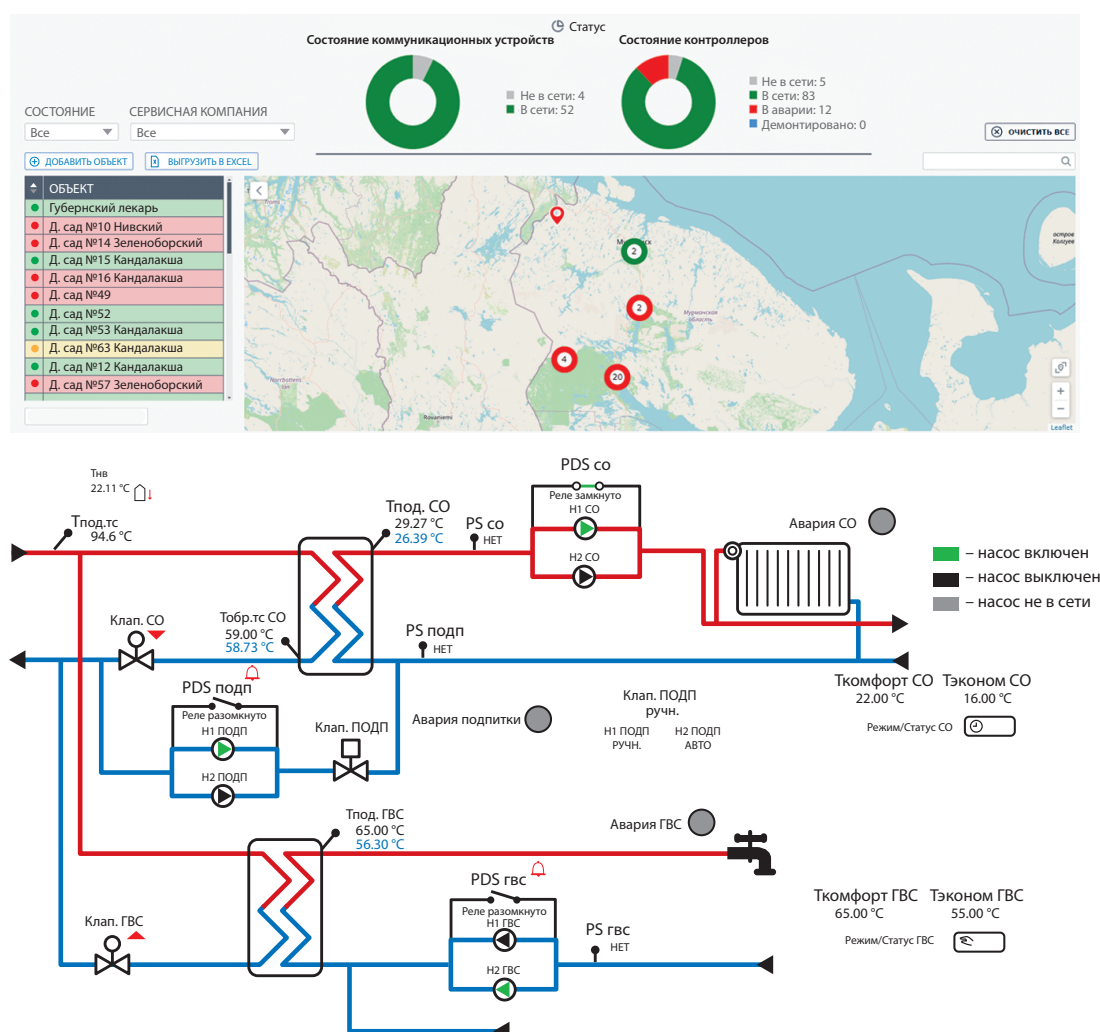 Статус
Состояние коммуникационных устройств
Состояние контроллеров
Не в сети: 4
В сети: 52
Не в сети: 5
В сети: 83
В аварии: 12
Демонтировано: 0
СОСТОЯНИЕ
СЕРВИСНАЯ КОМПАНИЯ
Все
Все
ОЧИСТИТЬ ВСЕ
ДОБАВИТЬ ОБЪЕКТ
ВЫГРУЗИТЬ В EXCEL
ОБЪЕКТ
Губернский лекарь
Д. сад №10 Нивский
Д. сад №14 Зеленоборский
Д. сад №15 Кандалакша
Д. сад №16 Кандалакша
Д. сад №49
Д. сад №52
Д. сад №53 Кандалакша
Д. сад №63 Кандалакша
Д. сад №12 Кандалакша
Д. сад №57 Зеленоборский
остров
Колгуев
2
2
Мурманская
область
4
20
Rovaniemi
+
−
Leaflet
Тнв
22.11 °C
Тпод.тс
94.6 °C
Тпод. СО
29.27 °C
26.39 °C
PS со
НЕТ
PDS со
Реле замкнуто
Н1 СО
Н2 СО
Авария СО
– насос включен
– насос выключен
– насос не в сети
Клап. СО
Тобр.тс СО
59.00 °C
58.73 °C
PS подп
НЕТ
PDS подп
Реле разомкнуто
Н1 ПОДП
Н2 ПОДП
Клап. ПОДП
Авария подпитки
Клап. ПОДП
ручн.
Н1 ПОДП
РУЧН.
Н2 ПОДП
АВТО
Ткомфорт СО
22.00 °C
Тэконом СО
16.00 °C
Режим/Статус СО
Тпод. ГВС
65.00 °C
56.30 °C
Авария ГВС
PDS гвс
Реле разомкнуто
Н1 ГВС
Н2 ГВС
PS гвс
НЕТ
Клап. ГВС
Ткомфорт ГВС
65.00 °C
Тэконом ГВС
55.00 °C
Режим/Статус ГВС